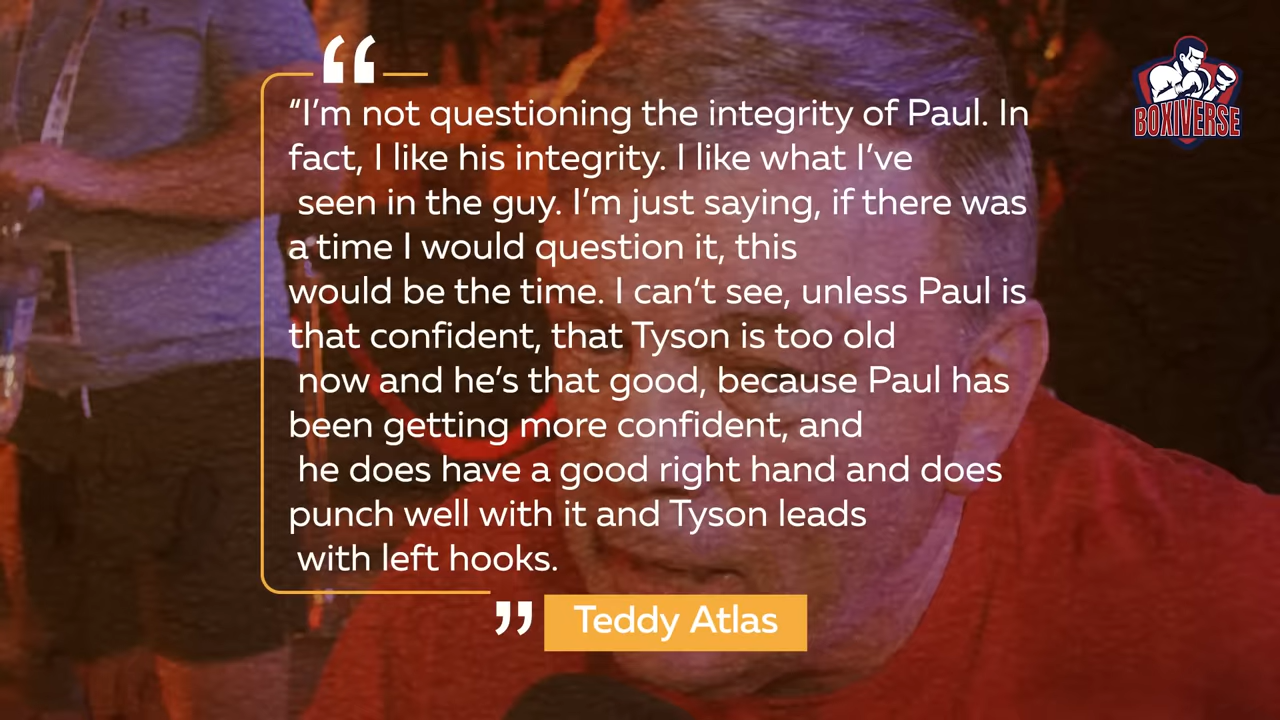 “
“I’m not questioning the integrity of Paul. In
fact, I like his integrity. I like what I’ve
seen in the guy. I’m just saying, if there was
a time I would question it, this
would be the time. I can’t see, unless Paul is
that confident, that Tyson is too old
now and he’s that good, because Paul has
been getting more confident, and
he does have a good right hand and does
punch well with it and Tyson leads
with left hooks.
”
Teddy Atlas
BOXIVERSE